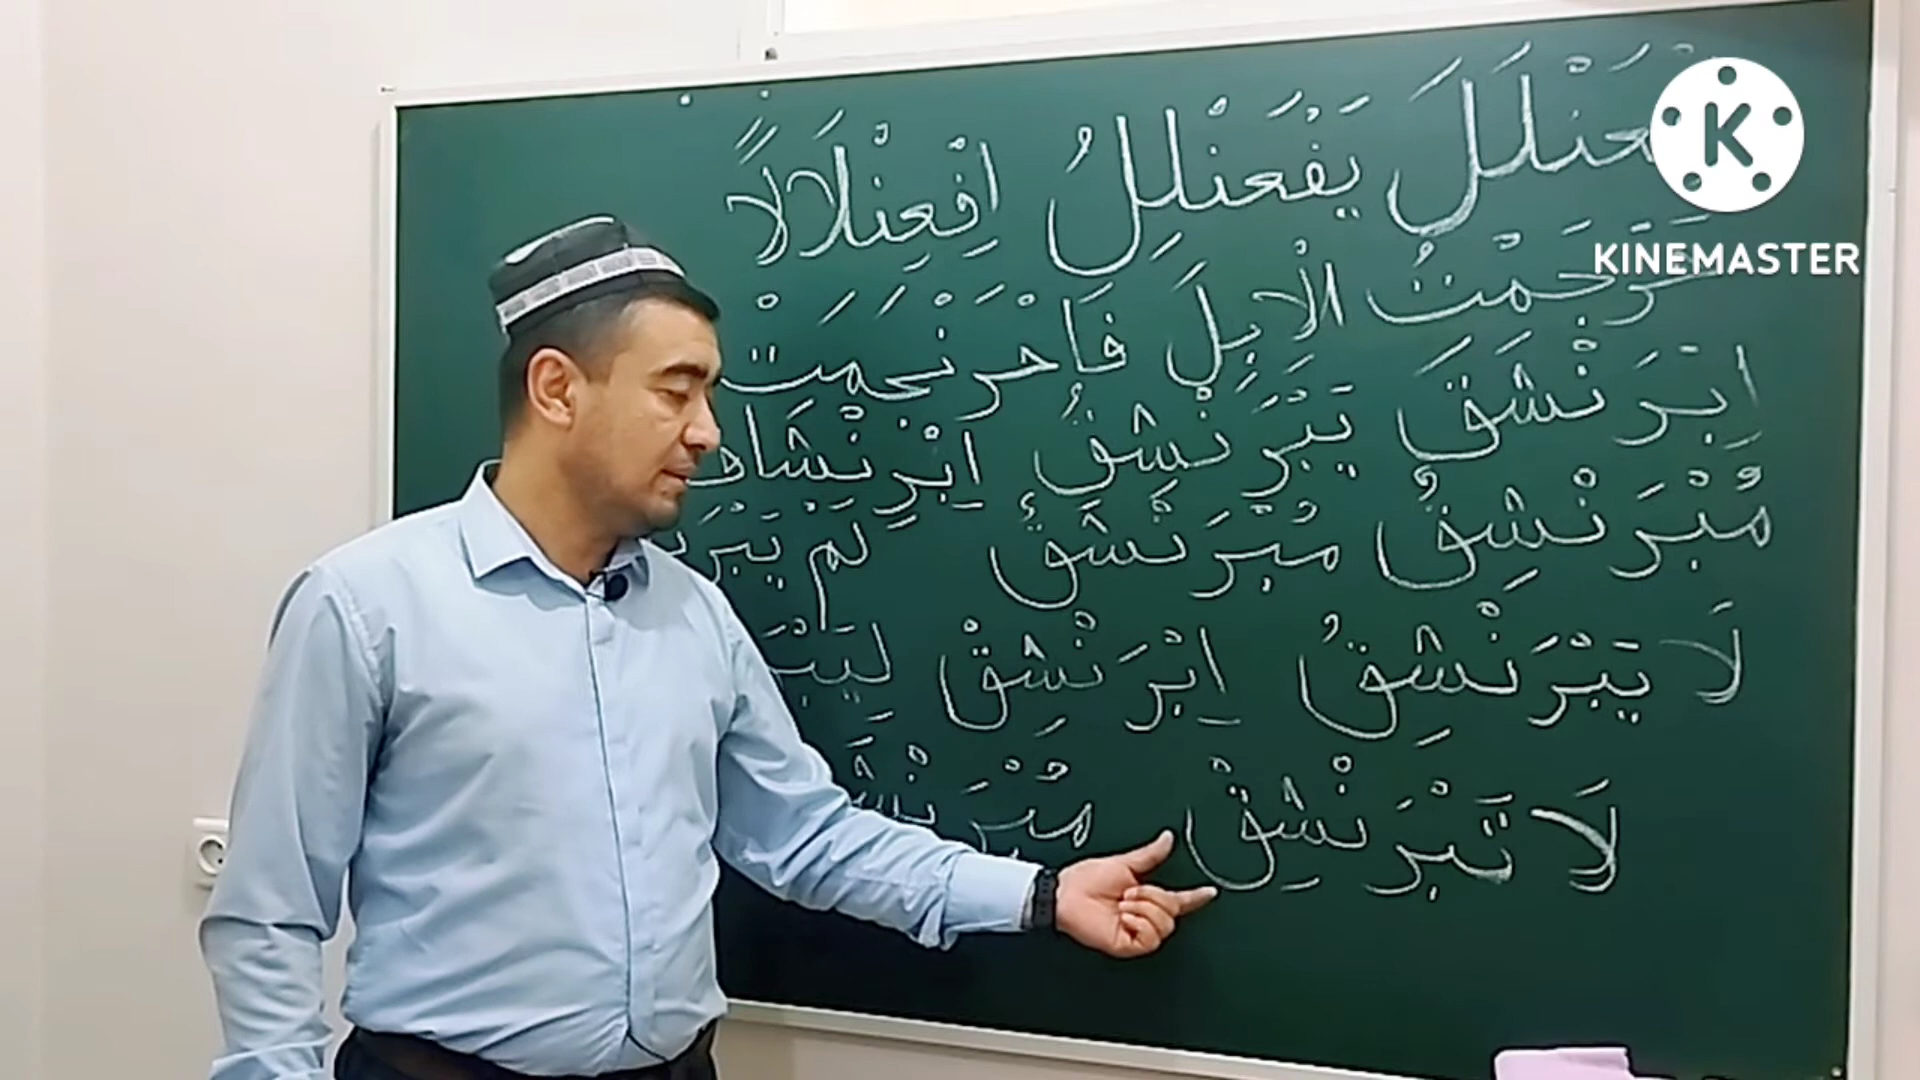 يَفْعَنْلِلُ اِفْعِنْلَالًا
حَرْجَمْتُ الْاِبِلَ فَاحْرَنْجَمَتْ
اِبْرَنْشَقَ يَبْرَنْشِقُ
مُبْرَنْشِقٌ مُبْرَنْشَقٌ لَمْ
لَا يَبْرَنْشِقُ اِبْرَنْشِقْ
لَا تَبْرَنْشِقْ
KINEMASTER